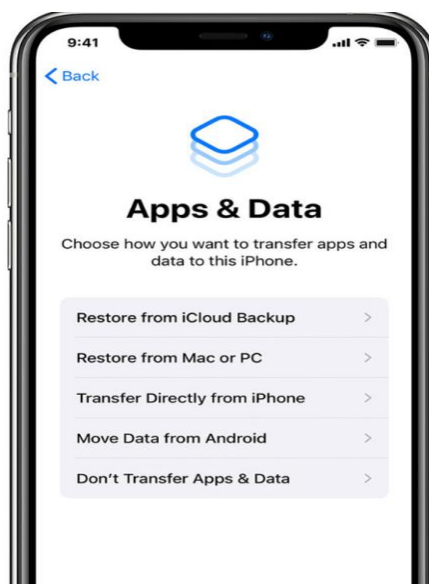 9:41
Back
Apps & Data
Choose how you want to transfer apps and
data to this iPhone.
Restore from iCloud Backup
Restore from Mac or PC
Transfer Directly from iPhone
Move Data from Android
Don't Transfer Apps & Data